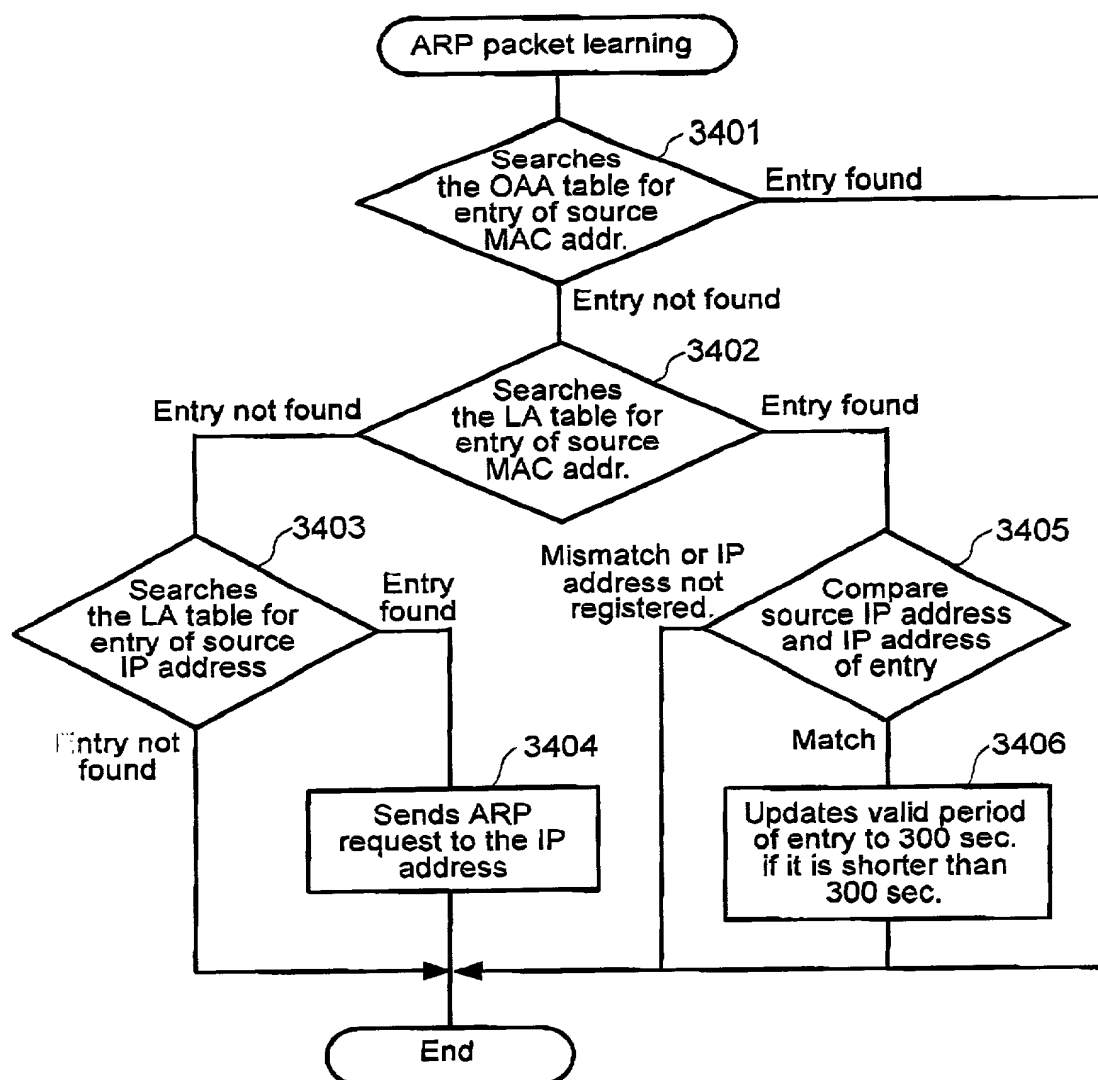 ARP packet learning
3401
Searches
the OAA table for
entry of source
MAC addr.
Entry found
Entry not found
3402
Searches
the LA table for
entry of source
MAC addr.
Entry not found
Entry found
3403
Searches
the LA table for
entry of source
IP address
Entry
found
Entry not
found
3404
Sends ARP
request to the IP
address
Mismatch or IP
address not
registered.
3405
Compare
source IP address
and IP address
of entry
Match
3406
Updates valid period
of entry to 300 sec.
if it is shorter than
300 sec.
End